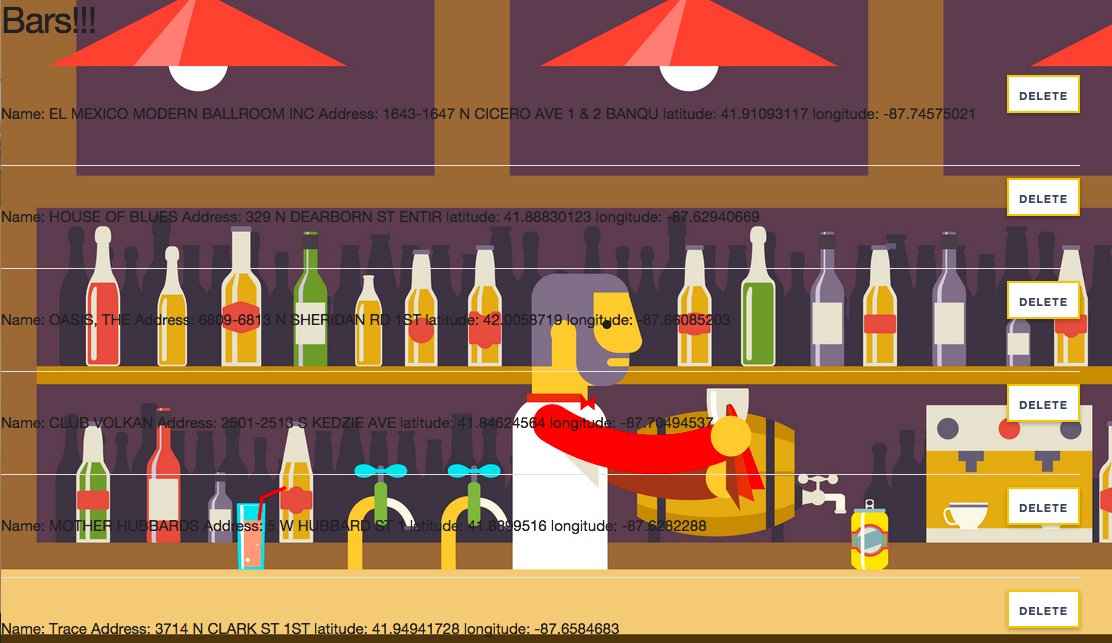 Bars!!!
DELETE
Name: EL MEXICO MODERN BALLROOM INC Address: 1643-1647 N CICERO AVE 1 & 2 BANQU latitude: 41.91093117 longitude: -87.74575021
DELETE
Name: HOUSE OF BLUES Address: 329 N DEARBORN ST ENTIR latitude: 41.88830123 longitude: -87.62940669
DELETE
Name: OASIS, THE Address: 6809-6813 N SHERIDAN RD 1ST latitude: 42.0058719 longitude: -87.66085203
DELETE
Name: CLUB VOLKAN Address: 2501-2513 S KEDZIE AVE latitude: 41.84624564 longitude: -87.70494537
DELETE
Name: MOTHER HUBBARDS Address: 5 W HUBBARD ST 1 latitude: 41.8899516 longitude: -87.6282288
DELETE
Name: Trace Address: 3714 N CLARK ST 1ST latitude: 41.94941728 longitude: -87.6584683